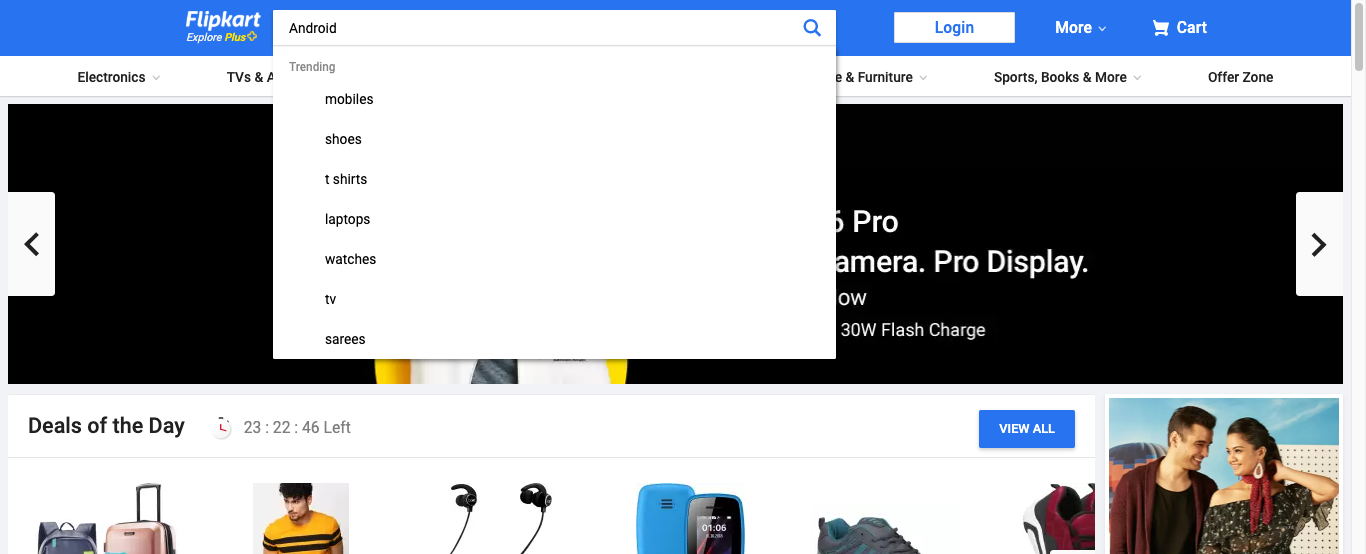 Flipkart
Explore Plus
Android
Login
More
Cart
Electronics
TVs & A
e & Furniture
Sports, Books & More
Offer Zone
Trending
mobiles
shoes
t shirts
laptops
watches
tv
sarees
6 Pro
amera. Pro Display.
ow
30W Flash Charge
Deals of the Day
23 : 22 : 46 Left
VIEW ALL
01:06